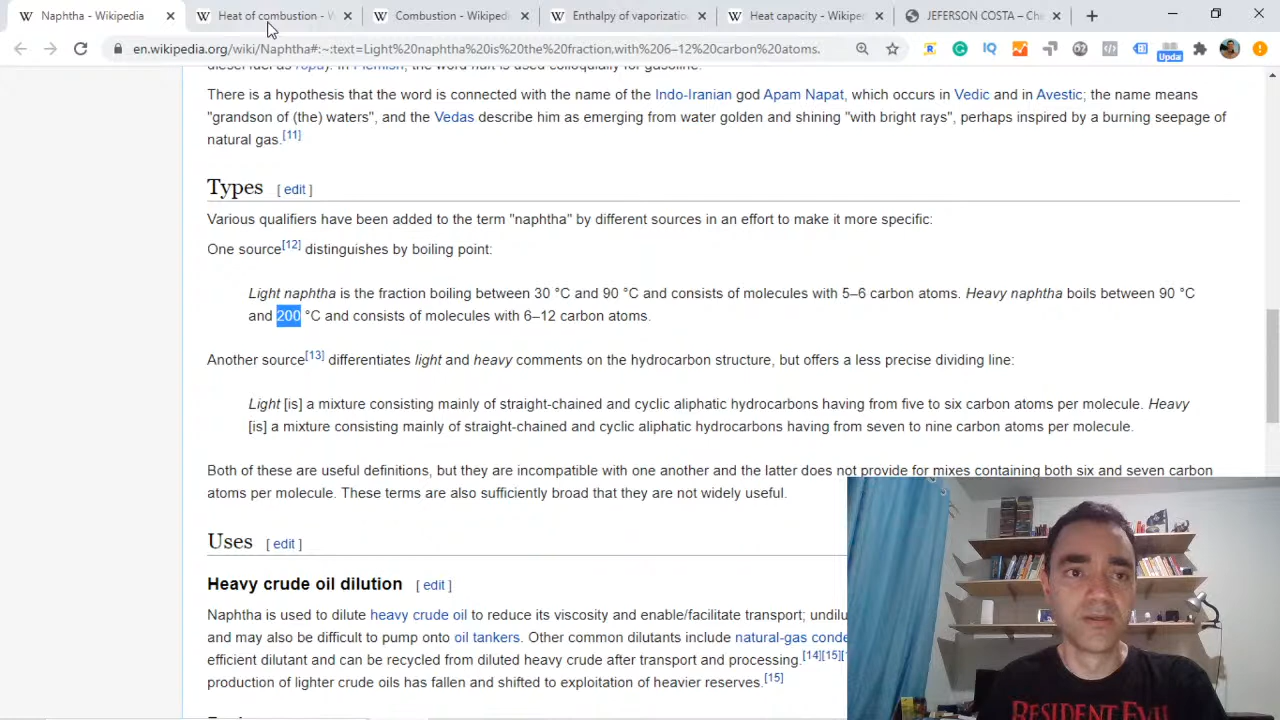 Naphtha - Wikipedia
Heat of combustion - W
Combustion - Wikiped
Enthalpy of vaporizatio
Heat capacity - Wikipe
JEFERSON COSTA – Ch
en.wikipedia.org/wiki/Naphtha#:~:text=Light%20naphtha%20is%20the%20fraction,with%206–12%20carbon%20atoms.
Upda
There is a hypothesis that the word is connected with the name of the Indo-Iranian god Apam Napat, which occurs in Vedic and in Avestic; the name means
"grandson of (the) waters", and the Vedas describe him as emerging from water golden and shining "with bright rays", perhaps inspired by a burning seepage of
natural gas.[11]
Types [ edit ]
Various qualifiers have been added to the term "naphtha" by different sources in an effort to make it more specific:
One source[12] distinguishes by boiling point:
Light naphtha is the fraction boiling between 30 °C and 90 °C and consists of molecules with 5–6 carbon atoms. Heavy naphtha boils between 90 °C
and 200 °C and consists of molecules with 6–12 carbon atoms.
Another source[13] differentiates light and heavy comments on the hydrocarbon structure, but offers a less precise dividing line:
Light [is] a mixture consisting mainly of straight-chained and cyclic aliphatic hydrocarbons having from five to six carbon atoms per molecule. Heavy
[is] a mixture consisting mainly of straight-chained and cyclic aliphatic hydrocarbons having from seven to nine carbon atoms per molecule.
Both of these are useful definitions, but they are incompatible with one another and the latter does not provide for mixes containing both six and seven carbon
atoms per molecule. These terms are also sufficiently broad that they are not widely useful.
Uses [ edit ]
Heavy crude oil dilution [ edit ]
Naphtha is used to dilute heavy crude oil to reduce its viscosity and enable/facilitate transport; undilu
and may also be difficult to pump onto oil tankers. Other common dilutants include natural-gas conde
efficient dilutant and can be recycled from diluted heavy crude after transport and processing.[14][15][
production of lighter crude oils has fallen and shifted to exploitation of heavier reserves.[15]
RESIDENT EVIL